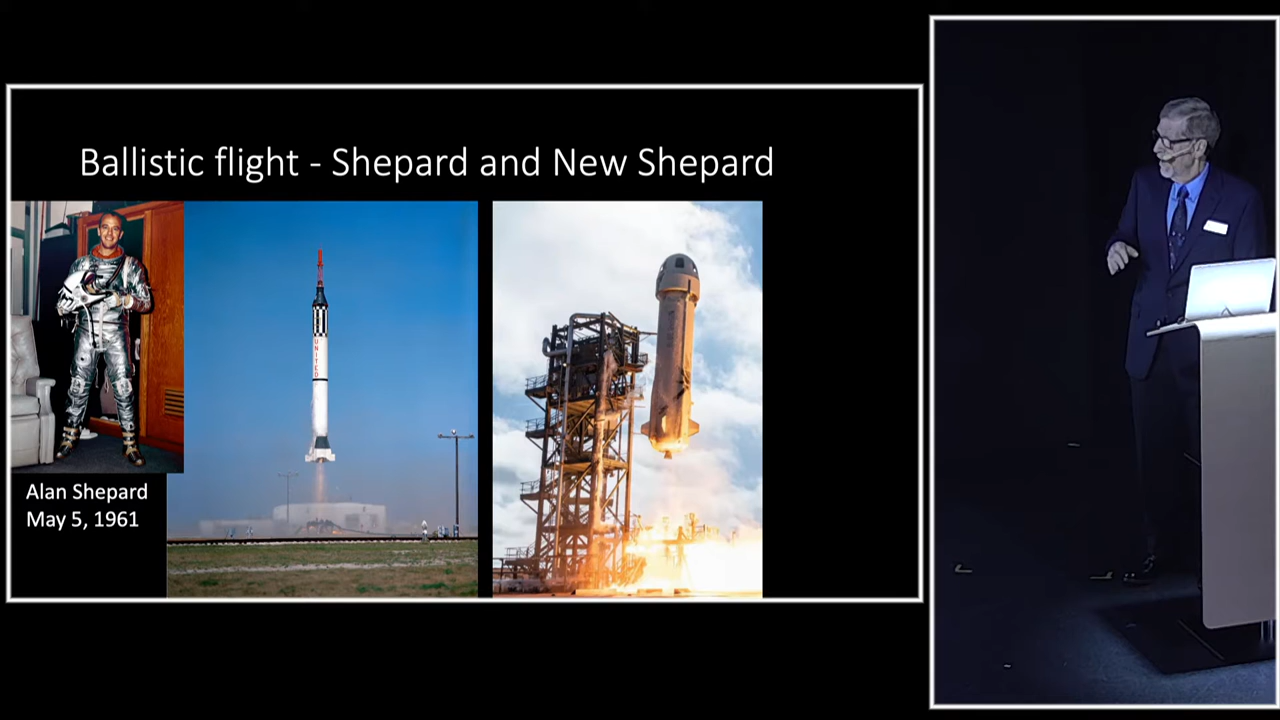 Ballistic flight - Shepard and New Shepard
UNITED
Alan Shepard
May 5, 1961